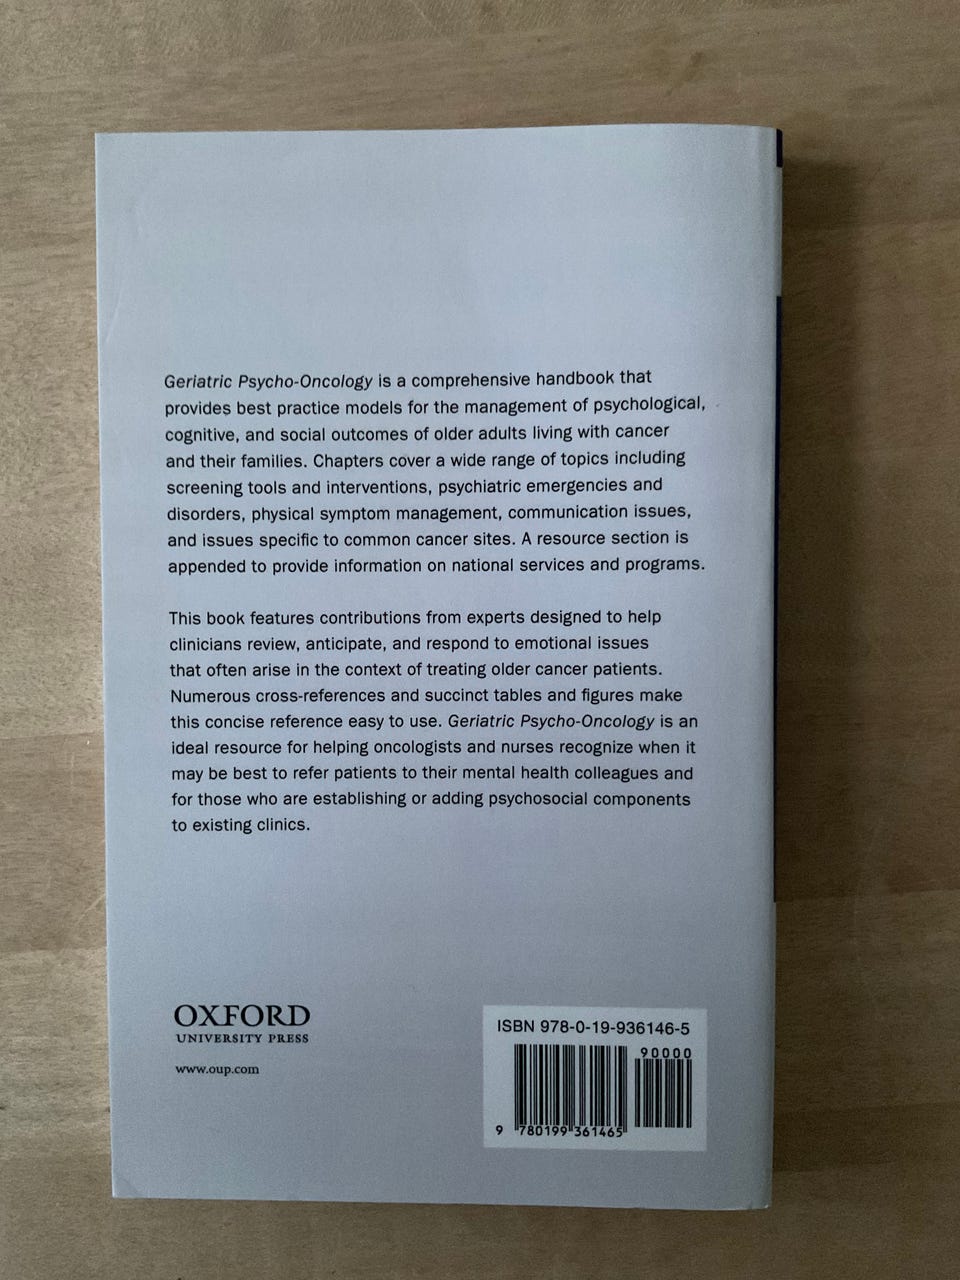 Geriatric Psycho-Oncology is a comprehensive handbook that
provides best practice models for the management of psychological,
cognitive, and social outcomes of older adults living with cancer
and their families. Chapters cover a wide range of topics including
screening tools and interventions, psychiatric emergencies and
disorders, physical symptom management, communication issues,
and issues specific to common cancer sites. A resource section is
appended to provide information on national services and programs.
This book features contributions from experts designed to help
clinicians review, anticipate, and respond to emotional issues
that often arise in the context of treating older cancer patients.
Numerous cross-references and succinct tables and figures make
this concise reference easy to use. Geriatric Psycho-Oncology is an
ideal resource for helping oncologists and nurses recognize when it
may be best to refer patients to their mental health colleagues and
for those who are establishing or adding psychosocial components
to existing clinics.
OXFORD
UNIVERSITY PRESS
www.oup.com
ISBN 978-0-19-936146-5
90000
9 780199 361465